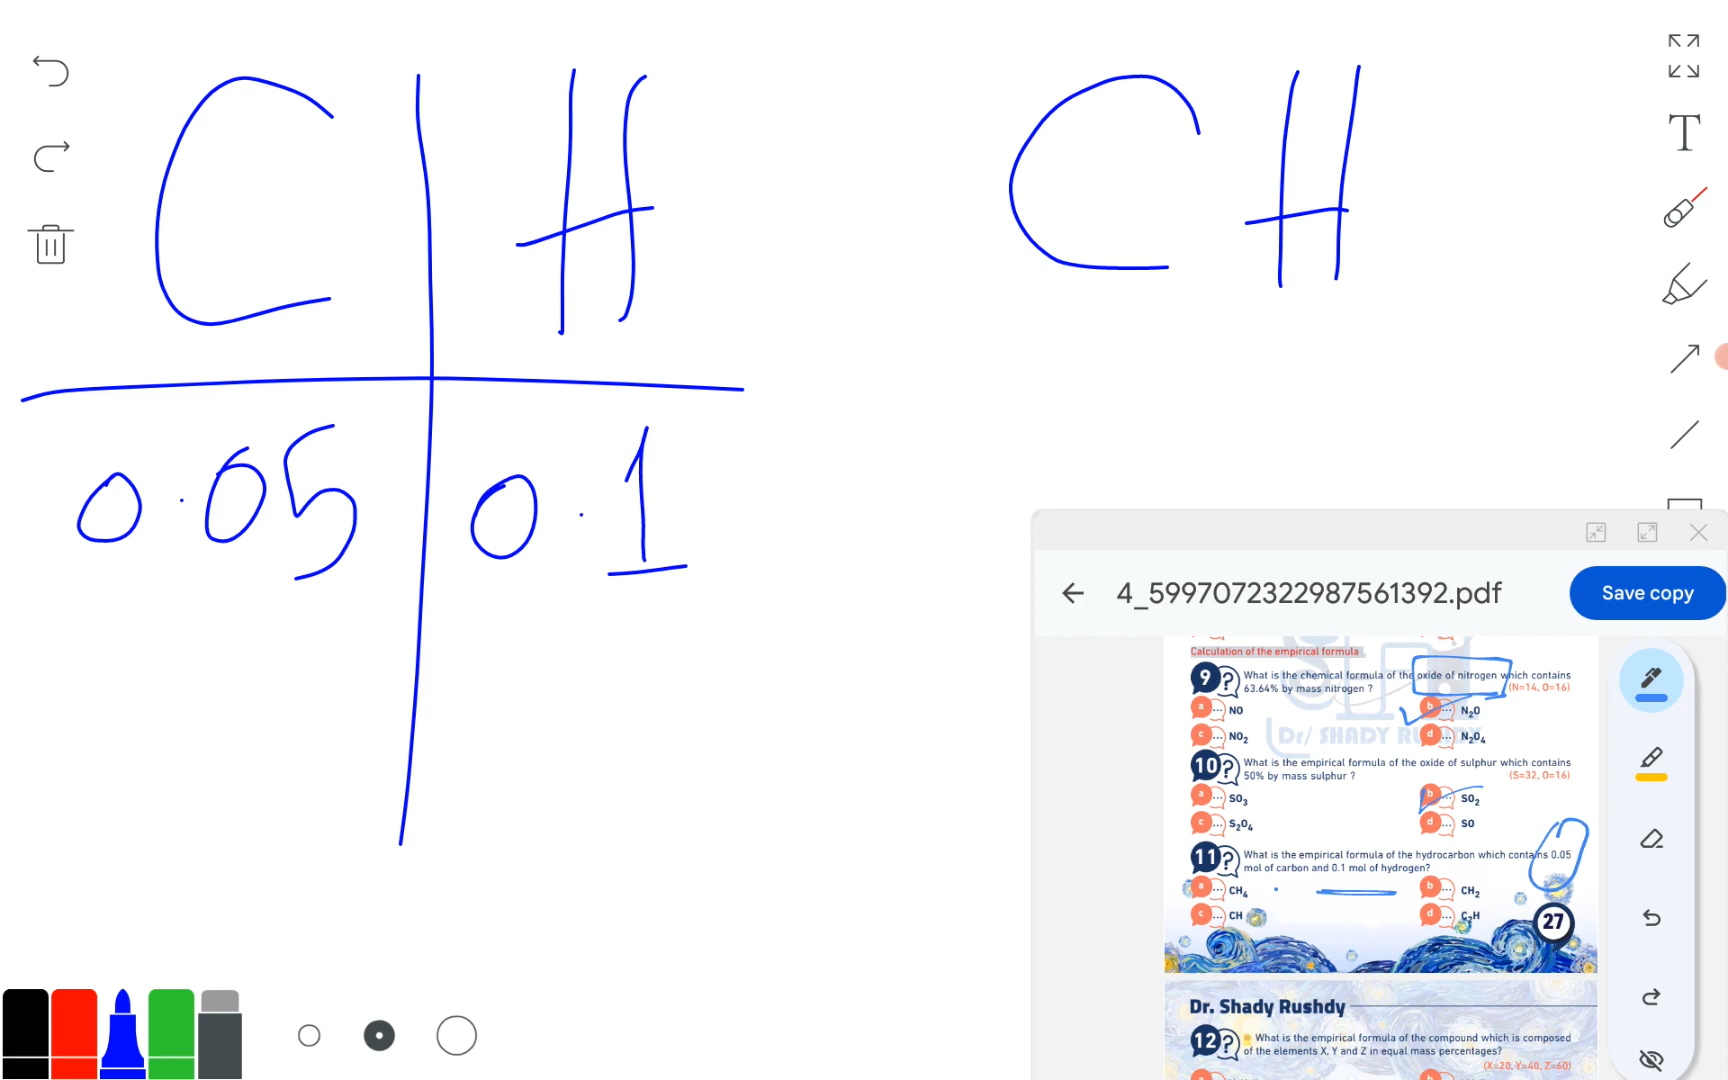 C H
0.05 0.1
C H
T
4_5997072322987561392.pdf
Save copy
Calculation of the empirical formula
9 ? What is the chemical formula of the oxide of nitrogen which contains
63.64% by mass nitrogen ? (N=14, O=16)
a ... NO b ... N₂O
c ... NO₂ d ... N₂O₄
Dr/ SHADY
10 ? What is the empirical formula of the oxide of sulphur which contains
50% by mass sulphur ? (S=32, O=16)
a ... SO₃ b ... SO₂
c ... S₂O₄ d ... SO
11 ? What is the empirical formula of the hydrocarbon which contains 0.05
mol of carbon and 0.1 mol of hydrogen?
a ... CH₄ b ... CH₂
c ... CH d ... C₂H
27
Dr. Shady Rushdy
12 ? What is the empirical formula of the compound which is composed
of the elements X, Y and Z in equal mass percentages?
(X=20, Y=40, Z=60)